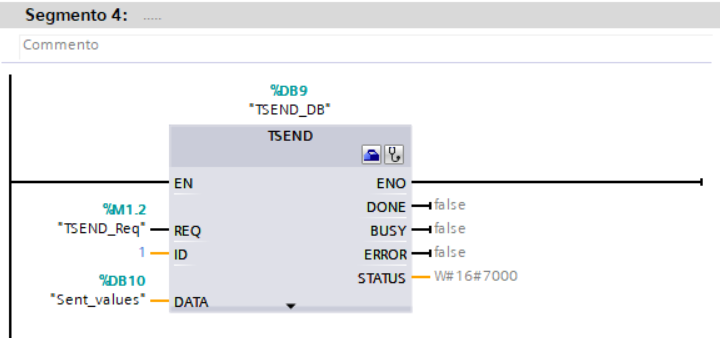 Segmento 4: .....
Commento
%DB9
"TSEND_DB"
TSEND
EN ENO
DONE false
%M1.2
"TSEND_Req" REQ BUSY false
1 ID ERROR false
%DB10 STATUS W#16#7000
"Sent_values" DATA